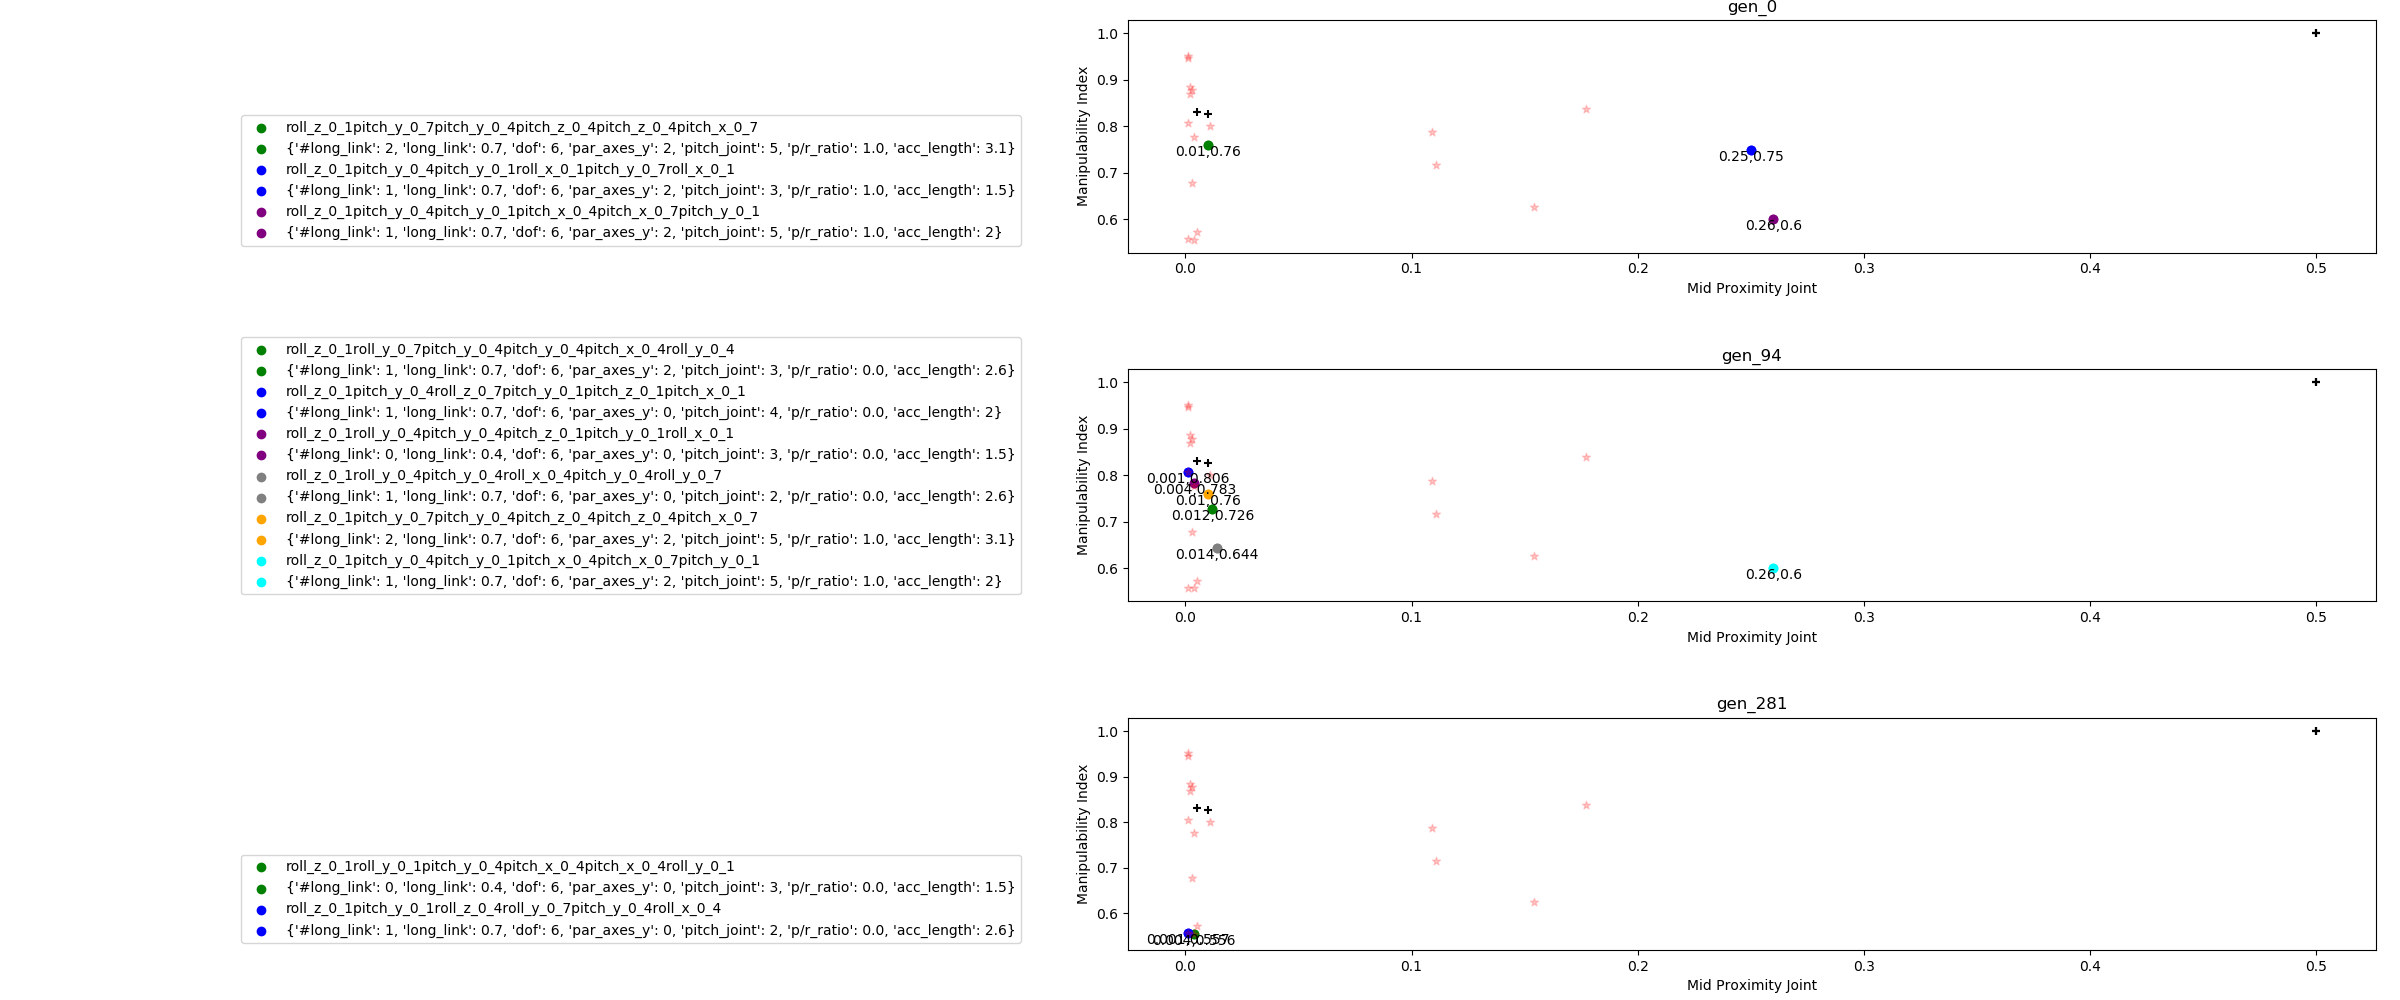 gen_0
roll_z_0_1pitch_y_0_7pitch_y_0_4pitch_z_0_4pitch_z_0_4pitch_x_0_7
{'#long_link': 2, 'long_link': 0.7, 'dof': 6, 'par_axes_y': 2, 'pitch_joint': 5, 'p/r_ratio': 1.0, 'acc_length': 3.1}
roll_z_0_1pitch_y_0_4pitch_y_0_1roll_x_0_1pitch_y_0_7roll_x_0_1
{'#long_link': 1, 'long_link': 0.7, 'dof': 6, 'par_axes_y': 2, 'pitch_joint': 3, 'p/r_ratio': 1.0, 'acc_length': 1.5}
roll_z_0_1pitch_y_0_4pitch_y_0_1pitch_x_0_4pitch_x_0_7pitch_y_0_1
{'#long_link': 1, 'long_link': 0.7, 'dof': 6, 'par_axes_y': 2, 'pitch_joint': 5, 'p/r_ratio': 1.0, 'acc_length': 2}
Manipulability Index
1.0
0.9
0.8
0.7
0.6
0.01,0.76
0.25,0.75
0.26,0.6
0.0 0.1 0.2 0.3 0.4 0.5
Mid Proximity Joint
gen_94
roll_z_0_1roll_y_0_7pitch_y_0_4pitch_y_0_4pitch_x_0_4roll_y_0_4
{'#long_link': 1, 'long_link': 0.7, 'dof': 6, 'par_axes_y': 2, 'pitch_joint': 3, 'p/r_ratio': 0.0, 'acc_length': 2.6}
roll_z_0_1pitch_y_0_4roll_z_0_7pitch_y_0_1pitch_z_0_1pitch_x_0_1
{'#long_link': 1, 'long_link': 0.7, 'dof': 6, 'par_axes_y': 0, 'pitch_joint': 4, 'p/r_ratio': 0.0, 'acc_length': 2}
roll_z_0_1roll_y_0_4pitch_y_0_4pitch_z_0_1pitch_y_0_1roll_x_0_1
{'#long_link': 0, 'long_link': 0.4, 'dof': 6, 'par_axes_y': 0, 'pitch_joint': 3, 'p/r_ratio': 0.0, 'acc_length': 1.5}
roll_z_0_1roll_y_0_4pitch_y_0_4roll_x_0_4pitch_y_0_4roll_y_0_7
{'#long_link': 1, 'long_link': 0.7, 'dof': 6, 'par_axes_y': 0, 'pitch_joint': 2, 'p/r_ratio': 0.0, 'acc_length': 2.6}
roll_z_0_1pitch_y_0_7pitch_y_0_4pitch_z_0_4pitch_z_0_4pitch_x_0_7
{'#long_link': 2, 'long_link': 0.7, 'dof': 6, 'par_axes_y': 2, 'pitch_joint': 5, 'p/r_ratio': 1.0, 'acc_length': 3.1}
roll_z_0_1pitch_y_0_4pitch_y_0_1pitch_x_0_4pitch_x_0_7pitch_y_0_1
{'#long_link': 1, 'long_link': 0.7, 'dof': 6, 'par_axes_y': 2, 'pitch_joint': 5, 'p/r_ratio': 1.0, 'acc_length': 2}
Manipulability Index
1.0
0.9
0.8
0.7
0.6
0.001,0.806
0.004,0.783
0.01,0.76
0.012,0.726
0.014,0.644
0.26,0.6
0.0 0.1 0.2 0.3 0.4 0.5
Mid Proximity Joint
gen_281
roll_z_0_1roll_y_0_1pitch_y_0_4pitch_x_0_4pitch_x_0_4roll_y_0_1
{'#long_link': 0, 'long_link': 0.4, 'dof': 6, 'par_axes_y': 0, 'pitch_joint': 3, 'p/r_ratio': 0.0, 'acc_length': 1.5}
roll_z_0_1pitch_y_0_1roll_z_0_4roll_y_0_7pitch_y_0_4roll_x_0_4
{'#long_link': 1, 'long_link': 0.7, 'dof': 6, 'par_axes_y': 0, 'pitch_joint': 2, 'p/r_ratio': 0.0, 'acc_length': 2.6}
Manipulability Index
1.0
0.9
0.8
0.7
0.6
0.001,0.557
0.004,0.556
0.0 0.1 0.2 0.3 0.4 0.5
Mid Proximity Joint